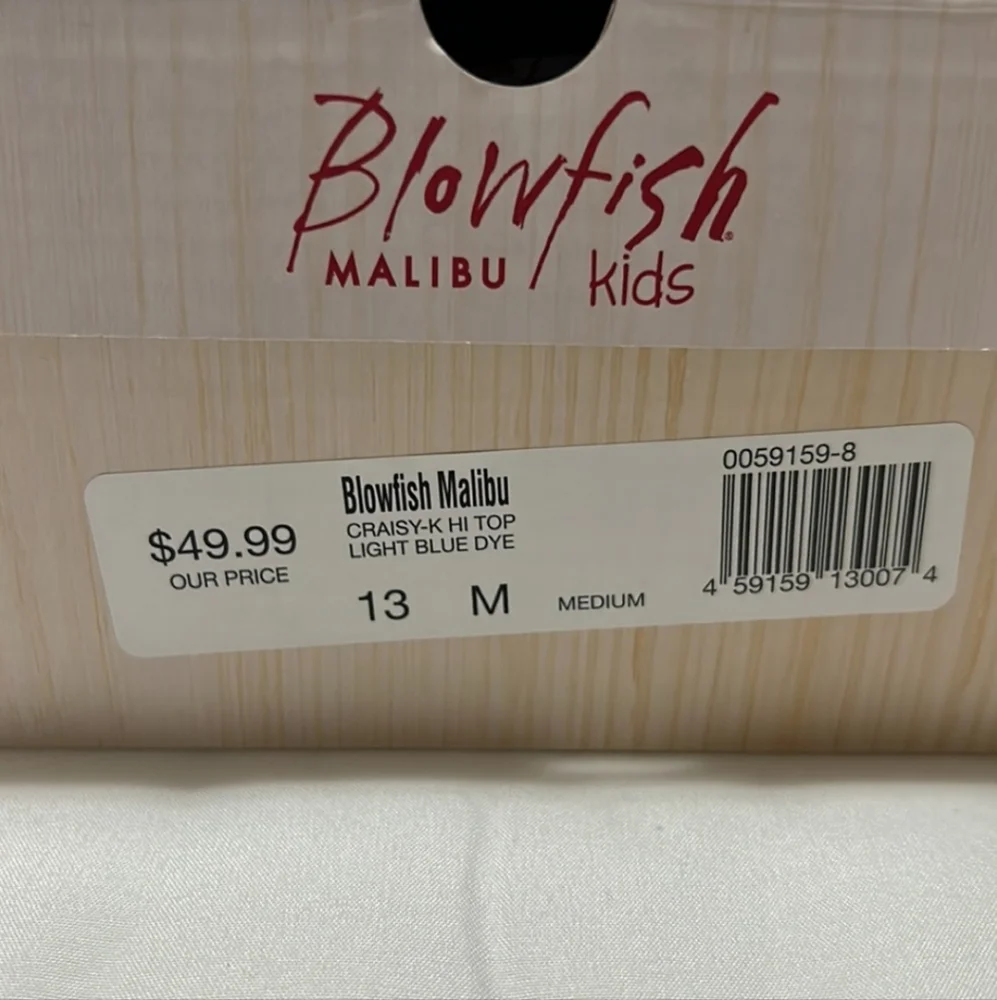 Blowfish®
MALIBU / kids
Blowfish Malibu
CRAISY-K HI TOP
LIGHT BLUE DYE
$49.99
OUR PRICE
13 M MEDIUM
0059159-8
4 59159 13007 4